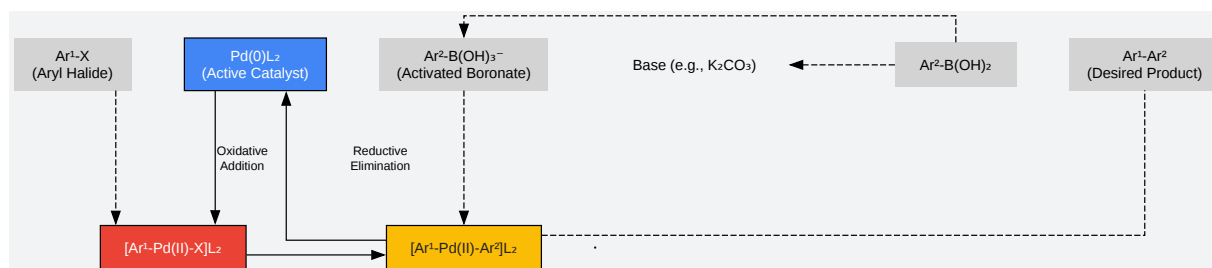 Ar¹-X
(Aryl Halide)
Pd(0)L₂
(Active Catalyst)
Ar²-B(OH)₃⁻
(Activated Boronate)
Base (e.g., K₂CO₃)
Ar²-B(OH)₂
Ar¹-Ar²
(Desired Product)
Oxidative
Addition
Reductive
Elimination
[Ar¹-Pd(II)-X]L₂
[Ar¹-Pd(II)-Ar²]L₂